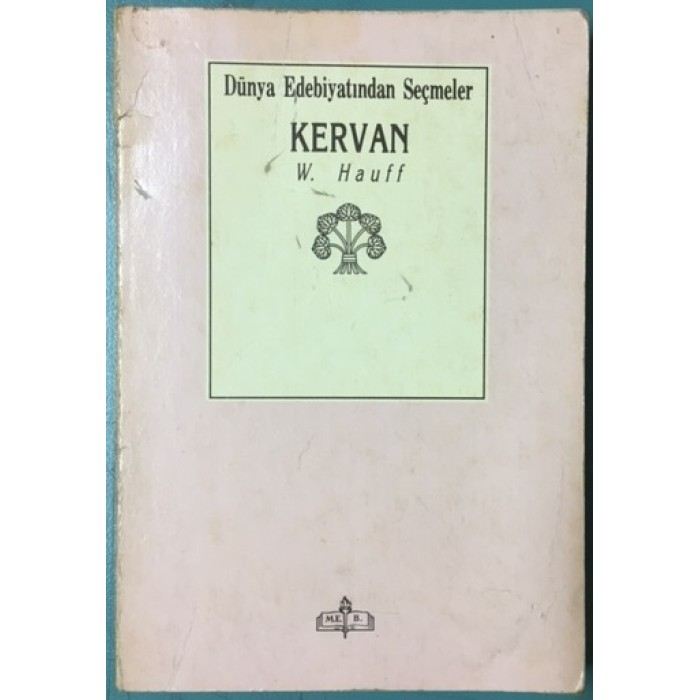 Dünya Edebiyatından Seçmeler
KERVAN
W. Hauff
M.E. B.